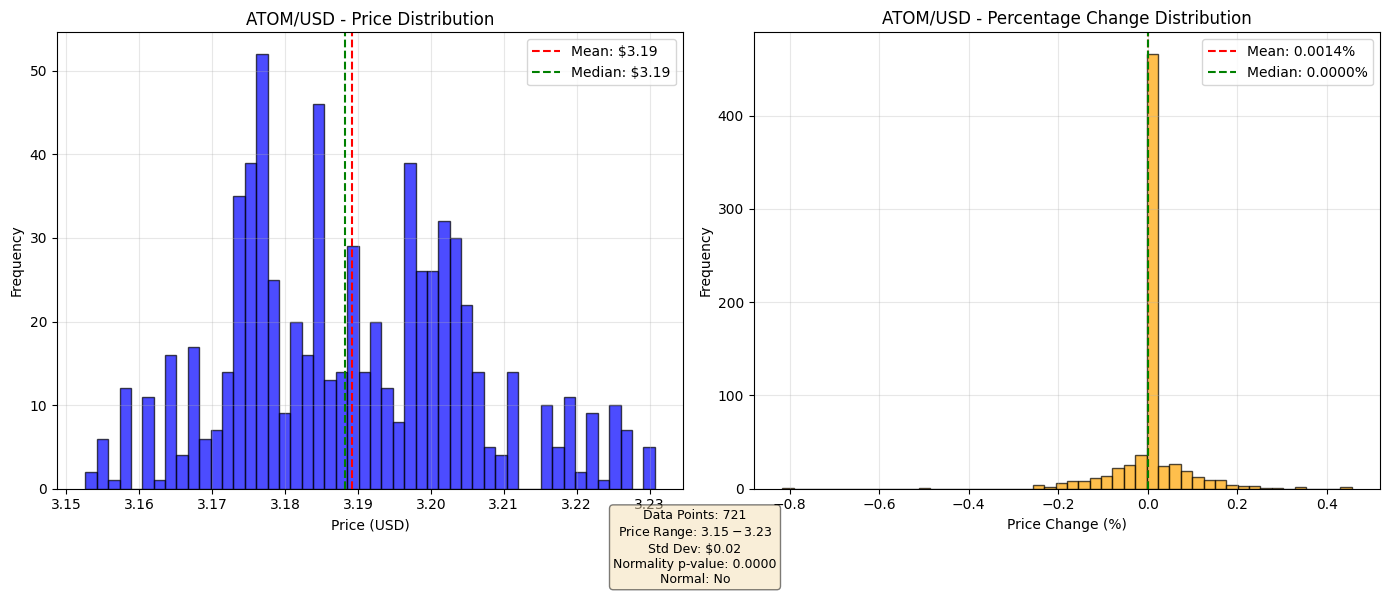 ATOM/USD - Price Distribution
Mean: $3.19
Median: $3.19
Frequency
50
40
30
20
10
0
3.15
3.16
3.17
3.18
3.19
3.20
3.21
3.22
3.23
Price (USD)
ATOM/USD - Percentage Change Distribution
Mean: 0.0014%
Median: 0.0000%
Frequency
400
300
200
100
0
−0.8
−0.6
−0.4
−0.2
0.0
0.2
0.4
Price Change (%)
Data Points: 721
Price Range: 3.15 − 3.23
Std Dev: $0.02
Normality p-value: 0.0000
Normal: No